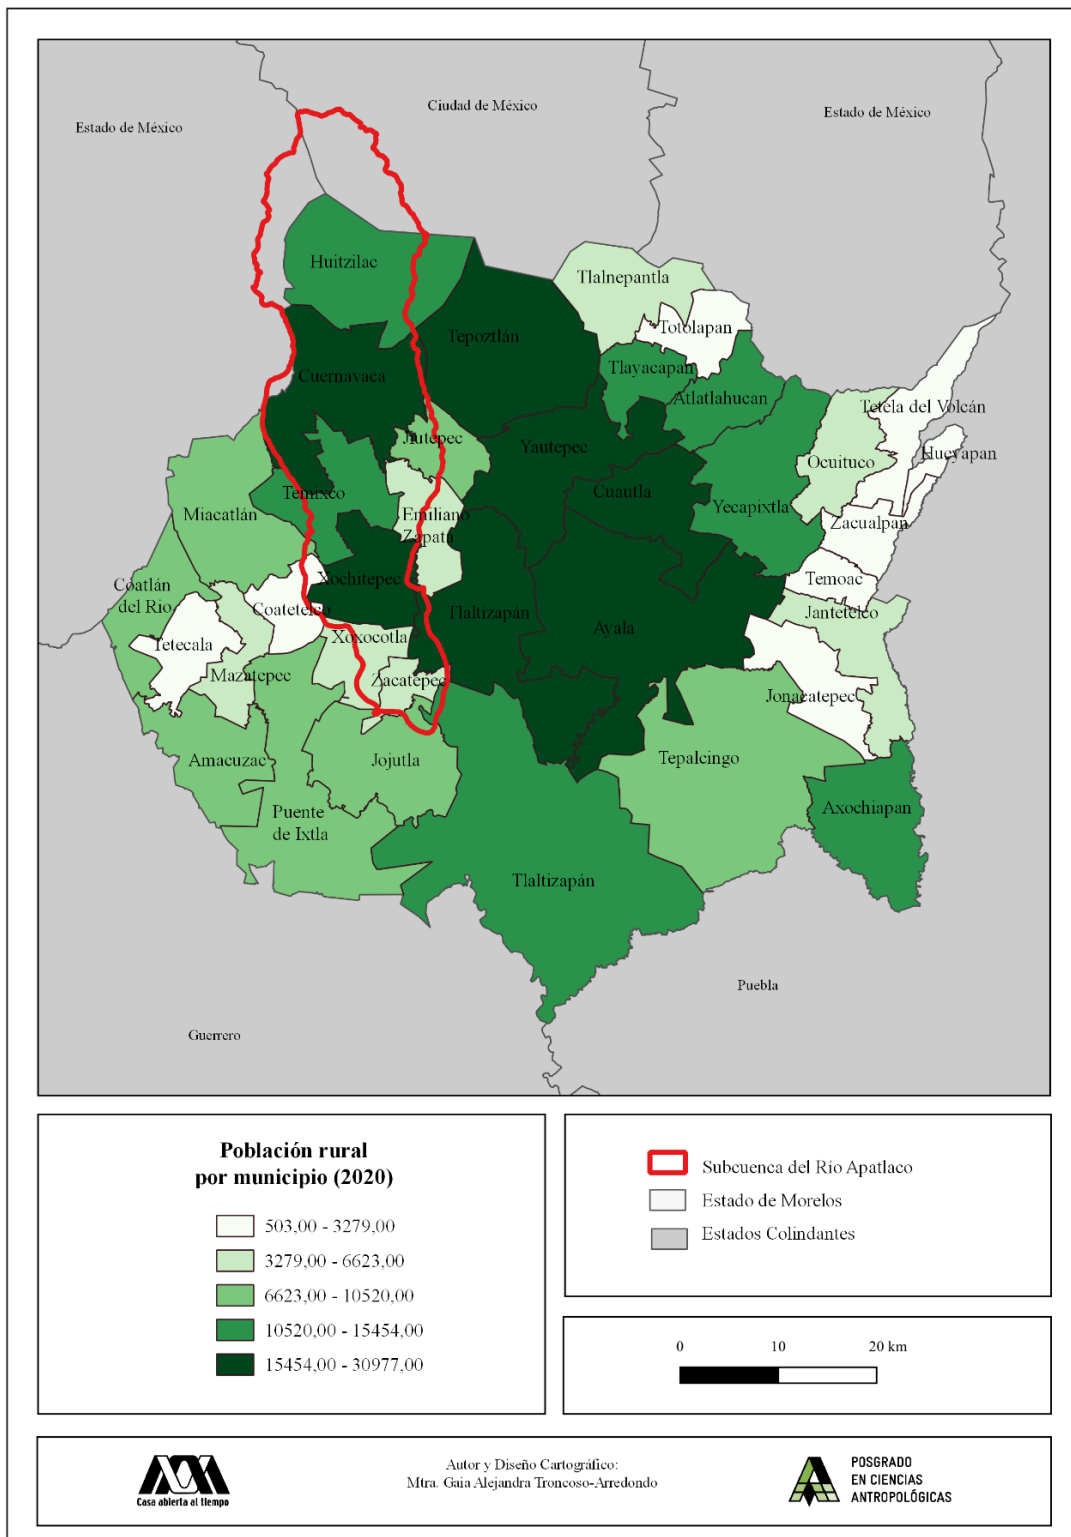 Ciudad de México
Estado de México
Estado de México
Huitzilac
Tlalnepantla
Totolapan
Tepoztlán
Tlayacapan
Cuernavaca
Atlatlahucan
Tetela del Volcán
Jiutepec
Yautepec
Hueyapan
Ocuituco
Cuautla
Temixco
Yecapixtla
Miacatlán
Emiliano
Zapata
Zacualpan
Xochitepec
Temoac
Coatlán
del Rio
Coatetelco
Tlaltizapán
Jantetelco
Ayala
Xoxocotla
Tetecala
Mazatepec
Zacatepec
Jonacatepec
Amacuzac
Jojutla
Tepalcingo
Axochiapan
Puente
de Ixtla
Tlaltizapán
Puebla
Guerrero
Población rural
por municipio (2020)
503,00 - 3279,00
3279,00 - 6623,00
6623,00 - 10520,00
10520,00 - 15454,00
15454,00 - 30977,00
Subcuenca del Río Apatlaco
Estado de Morelos
Estados Colindantes
0 10 20 km
Casa abierta al tiempo
Autor y Diseño Cartográfico:
Mtra. Gaia Alejandra Troncoso-Arredondo
POSGRADO
EN CIENCIAS
ANTROPOLÓGICAS